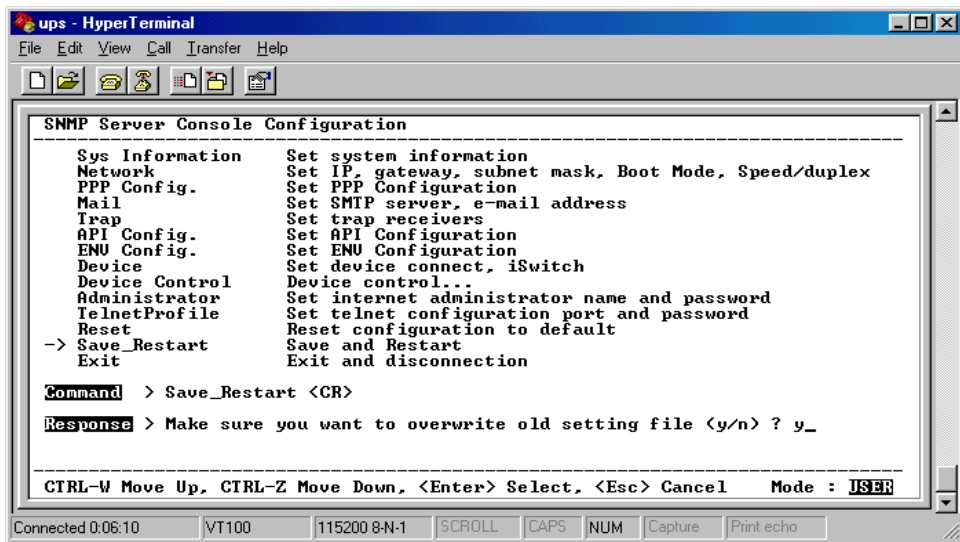 ups - HyperTerminal
File Edit View Call Transfer Help
SNMP Server Console Configuration
Sys Information Set system information
Network Set IP, gateway, subnet mask, Boot Mode, Speed/duplex
PPP Config. Set PPP Configuration
Mail Set SMTP server, e-mail address
Trap Set trap receivers
API Config. Set API Configuration
ENV Config. Set ENV Configuration
Device Set device connect, iSwitch
Device Control Device control...
Administrator Set internet administrator name and password
TelnetProfile Set telnet configuration port and password
Reset Reset configuration to default
-> Save_Restart Save and Restart
Exit Exit and disconnection
Command > Save_Restart <CR>
Response > Make sure you want to overwrite old setting file (y/n) ? y_
CTRL-W Move Up, CTRL-Z Move Down, <Enter> Select, <Esc> Cancel Mode : USER
Connected 0:06:10 VT100 115200 8-N-1 SCROLL CAPS NUM Capture Print echo